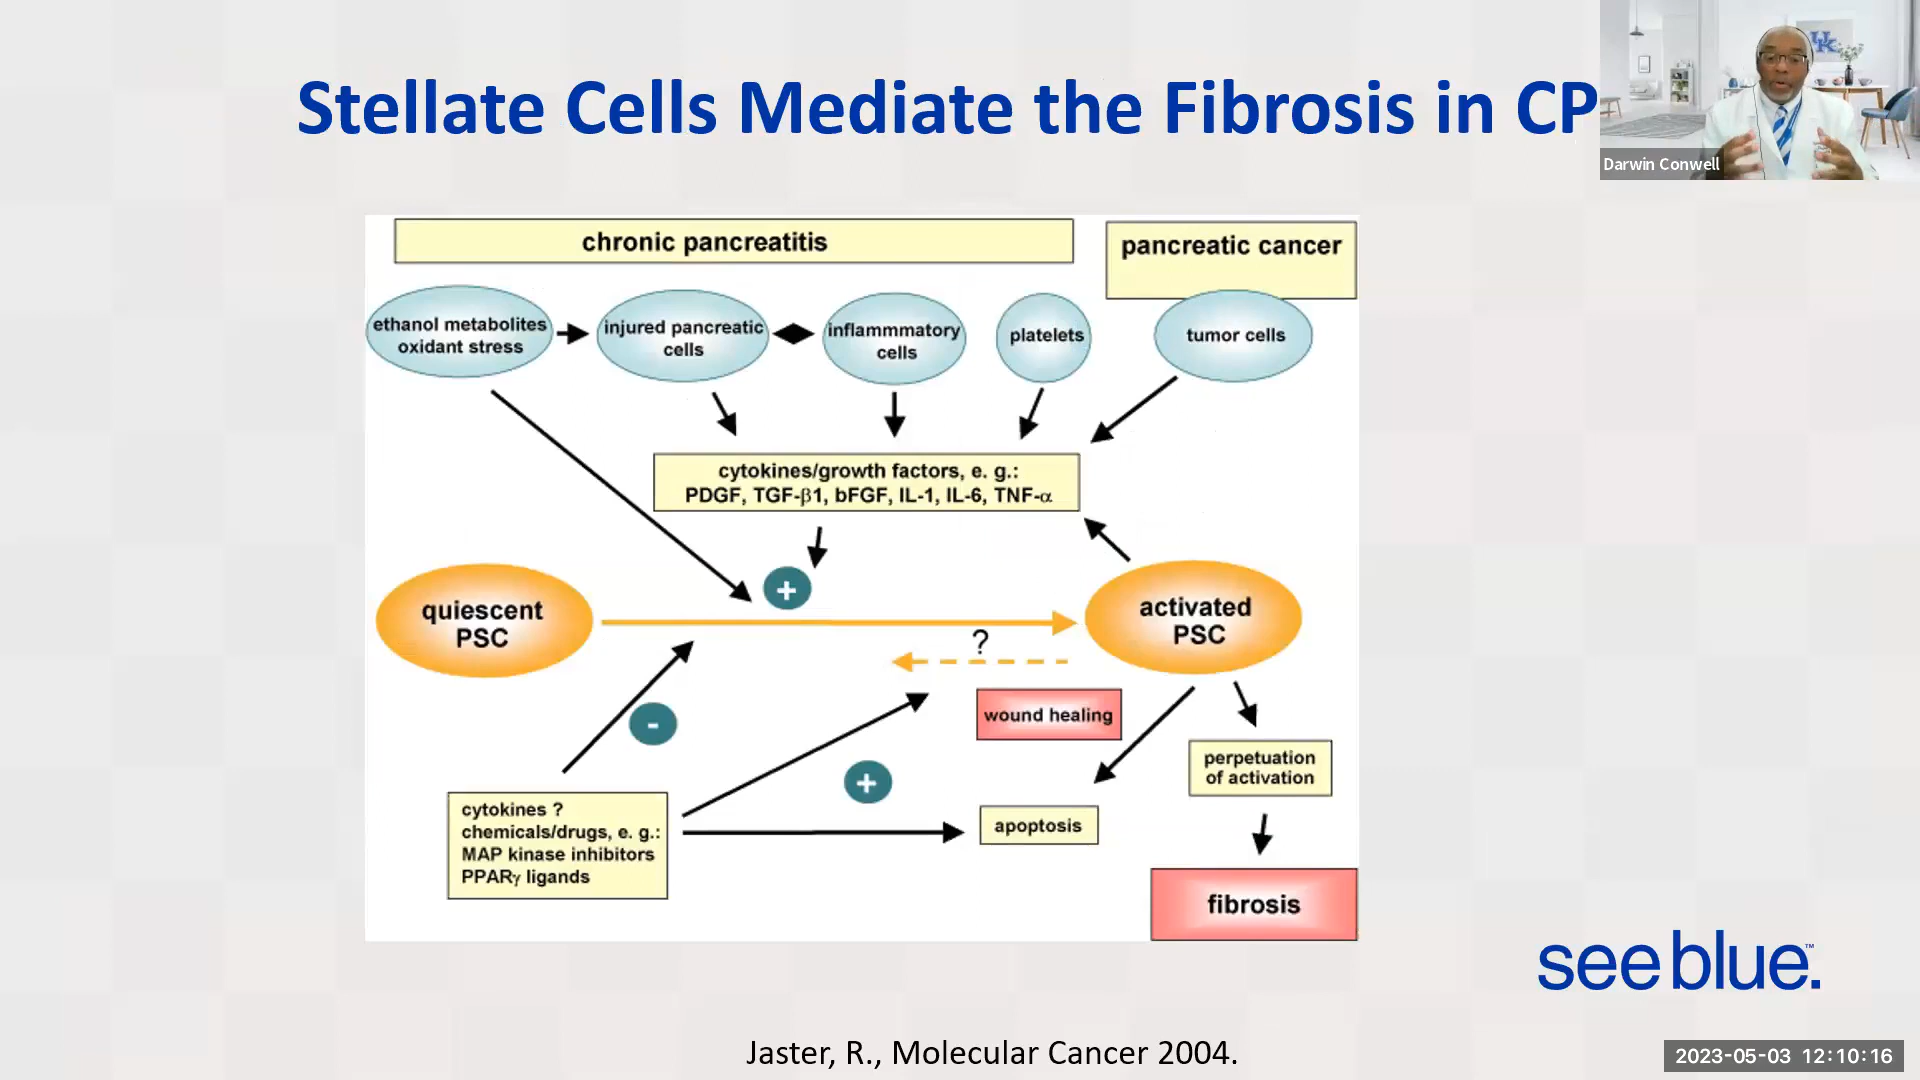 Stellate Cells Mediate the Fibrosis in CP
UK
Darwin Conwell
chronic pancreatitis
pancreatic cancer
ethanol metabolites
oxidant stress
injured pancreatic
cells
inflammmatory
cells
platelets
tumor cells
cytokines/growth factors, e. g.:
PDGF, TGF-β1, bFGF, IL-1, IL-6, TNF-α
+
quiescent
PSC
activated
PSC
?
-
wound healing
+
perpetuation
of activation
cytokines ?
chemicals/drugs, e. g.:
MAP kinase inhibitors
PPARγ ligands
apoptosis
fibrosis
see blue.™
Jaster, R., Molecular Cancer 2004.
2023-05-03 12:10:16